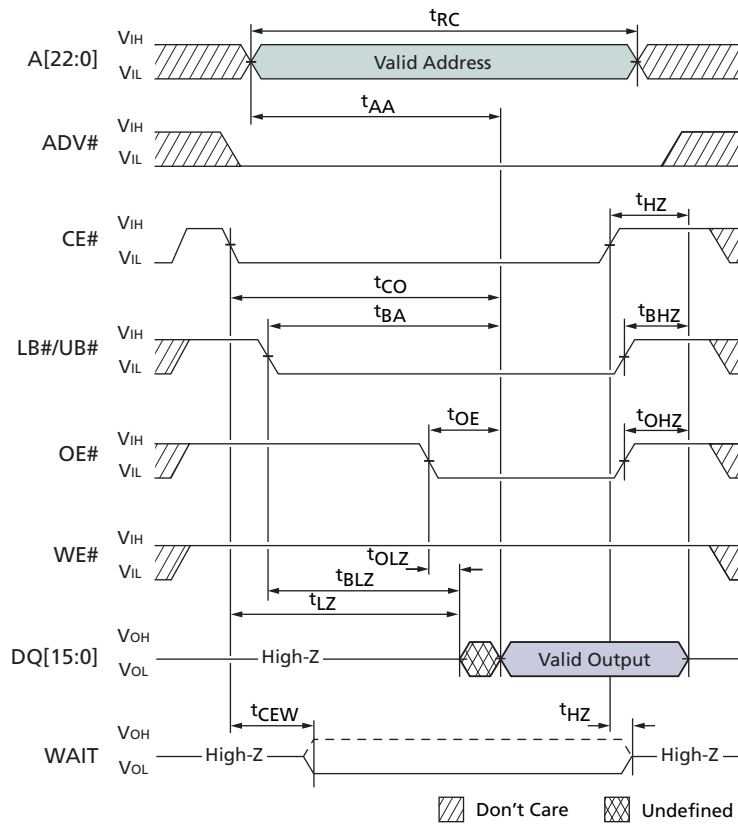 tRC
A[22:0] VIH VIL Valid Address
tAA
ADV# VIH VIL
tHZ
CE# VIH VIL
tCO
tBA tBHZ
LB#/UB# VIH VIL
tOE tOHZ
OE# VIH VIL
WE# VIH VIL
tOLZ
tBLZ
tLZ
DQ[15:0] VOH VOL High-Z Valid Output
tCEW tHZ
WAIT VOH VOL High-Z High-Z
Don't Care Undefined